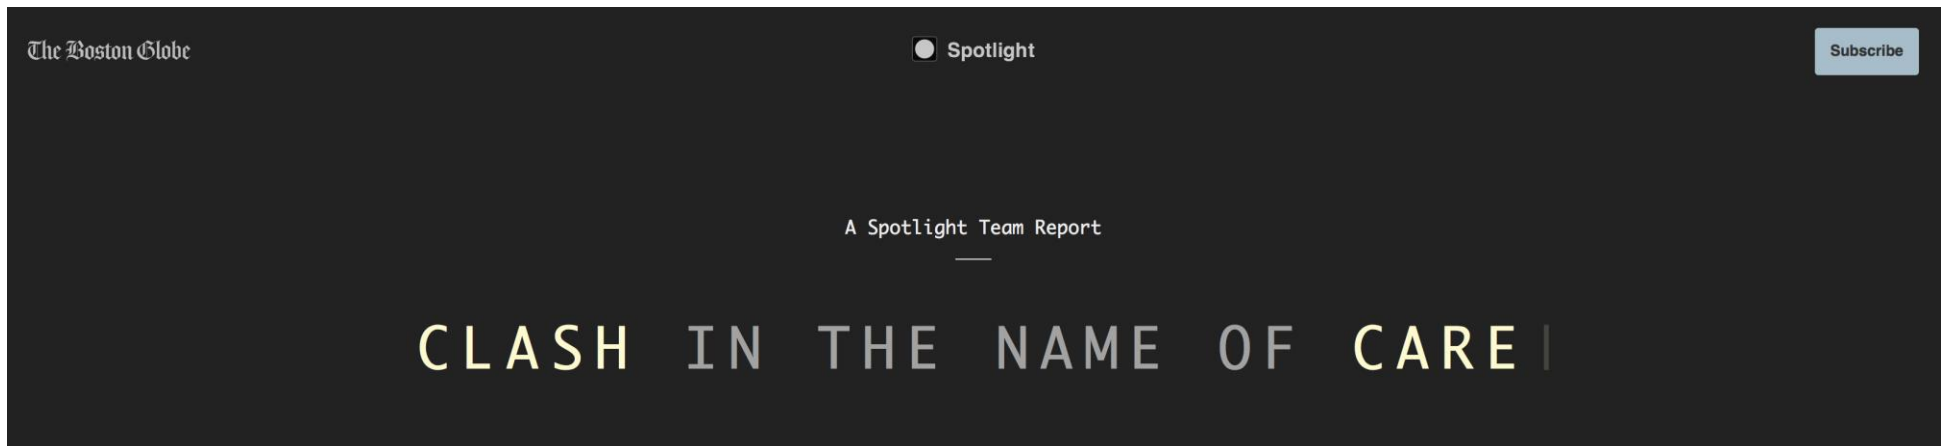 The Boston Globe
Spotlight
Subscribe
A Spotlight Team Report
CLASH IN THE NAME OF CARE